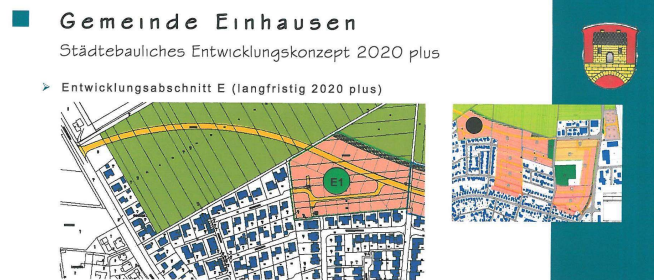 Gemeinde Einhausen
Städtebauliches Entwicklungskonzept 2020 plus
Entwicklungsabschnitt E (langfristig 2020 plus)
E1